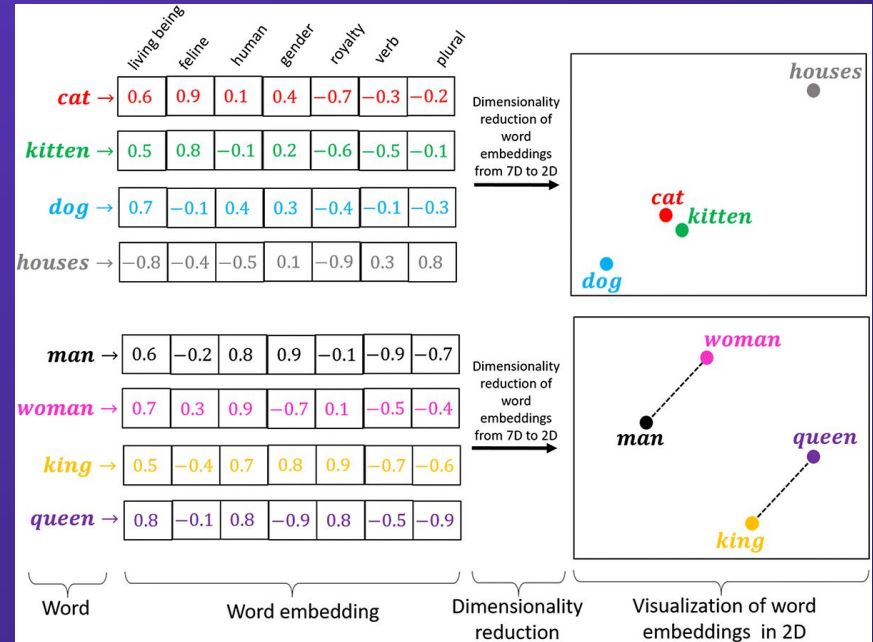 living being feline human gender royalty verb plural
cat → 0.6 0.9 0.1 0.4 −0.7 −0.3 −0.2
kitten → 0.5 0.8 −0.1 0.2 −0.6 −0.5 −0.1
dog → 0.7 −0.1 0.4 0.3 −0.4 −0.1 −0.3
houses → −0.8 −0.4 −0.5 0.1 −0.9 0.3 0.8
Dimensionality
reduction of
word
embeddings
from 7D to 2D
houses
cat
kitten
dog
man → 0.6 −0.2 0.8 0.9 −0.1 −0.9 −0.7
woman → 0.7 0.3 0.9 −0.7 0.1 −0.5 −0.4
king → 0.5 −0.4 0.7 0.8 0.9 −0.7 −0.6
queen → 0.8 −0.1 0.8 −0.9 0.8 −0.5 −0.9
Dimensionality
reduction of
word
embeddings
from 7D to 2D
woman
man
queen
king
Word
Word embedding
Dimensionality
reduction
Visualization of word
embeddings in 2D